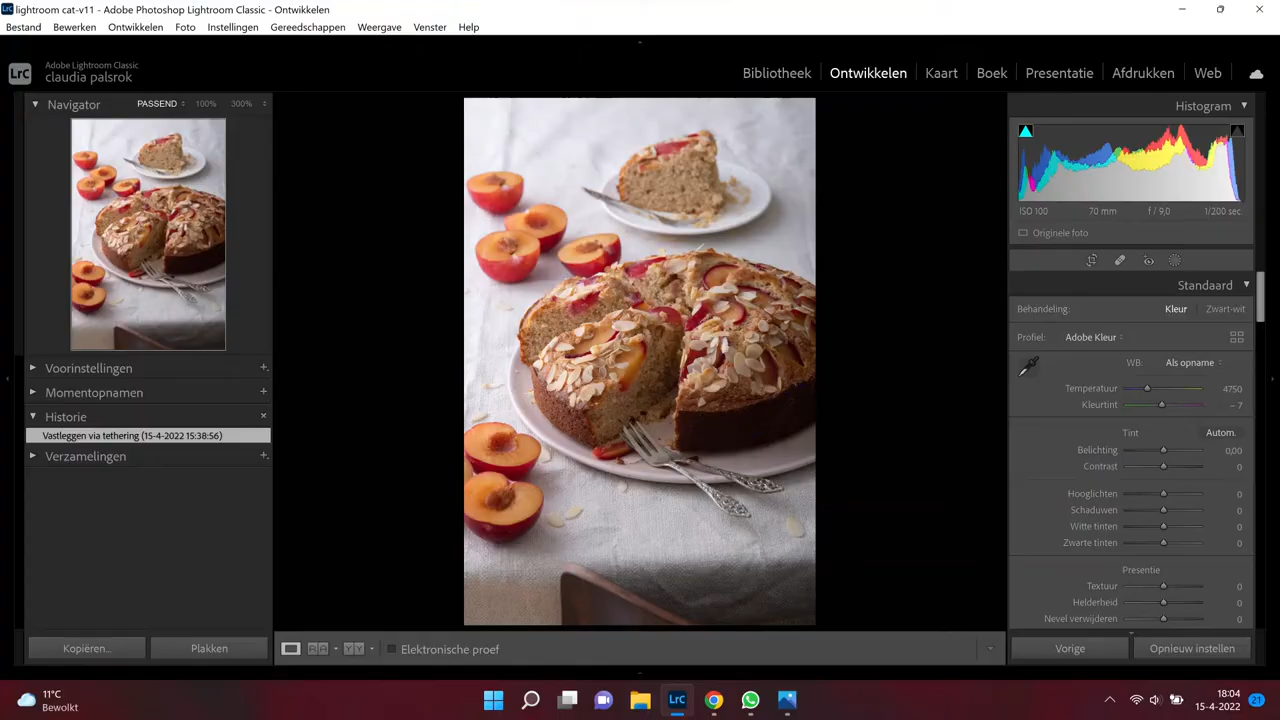 lightroom cat-v11 - Adobe Photoshop Lightroom Classic - Ontwikkelen
Bestand Bewerken Ontwikkelen Foto Instellingen Gereedschappen Weergave Venster Help
LrC
Adobe Lightroom Classic
claudia palsrok
Bibliotheek Ontwikkelen Kaart Boek Presentatie Afdrukken Web
Navigator PASSEND 100% 300%
Voorinstellingen
Momentopnamen
Historie
Vastleggen via tethering (15-4-2022 15:38:56)
Verzamelingen
Kopiëren... Plakken
Elektronische proef
Histogram
ISO 100 70 mm f / 9,0 1/200 sec.
Originele foto
Standaard
Behandeling: Kleur Zwart-wit
Profiel: Adobe Kleur
WB: Als opname
Temperatuur 4750
Kleurtint – 7
Tint Autom.
Belichting 0,00
Contrast 0
Hooglichten 0
Schaduwen 0
Witte tinten 0
Zwarte tinten 0
Presentie
Textuur 0
Helderheid 0
Nevel verwijderen 0
Vorige Opnieuw instellen
11°C
Bewolkt
LrC
18:04
15-4-2022
21